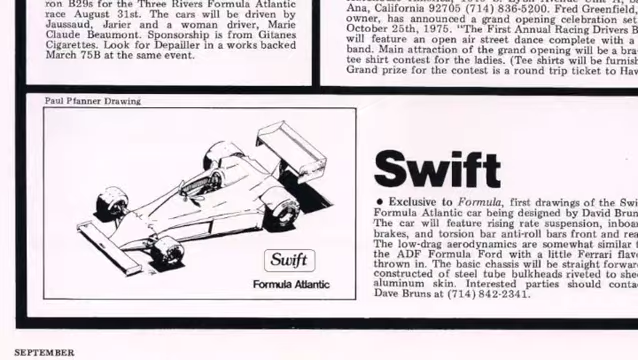 ron B29s for the Three Rivers Formula Atlantic
race August 31st. The cars will be driven by
Jaussaud, Jarier and a woman driver, Marie
Claude Beaumont. Sponsorship is from Gitanes
Cigarettes. Look for Depailler in a works backed
March 75B at the same event.
Ana, California 92705 (714) 836-5200. Fred Greenfield,
owner, has announced a grand opening celebration set
October 25th, 1975. "The First Annual Racing Drivers B
will feature an open air street dance complete with a
band. Main attraction of the grand opening will be a bra
tee shirt contest for the ladies. (Tee shirts will be furnish
Grand prize for the contest is a round trip ticket to Haw
Paul Pfanner Drawing
Swift
Formula Atlantic
Swift
• Exclusive to Formula, first drawings of the Swi
Formula Atlantic car being designed by David Brun
The car will feature rising rate suspension, inboar
brakes, and torsion bar anti-roll bars front and rea
The low-drag aerodynamics are somewhat similar t
the ADF Formula Ford with a little Ferrari flav
thrown in. The basic chassis will be straight forwar
constructed of steel tube bulkheads riveted to she
aluminum skin. Interested parties should conta
Dave Bruns at (714) 842-2341.
SEPTEMBER